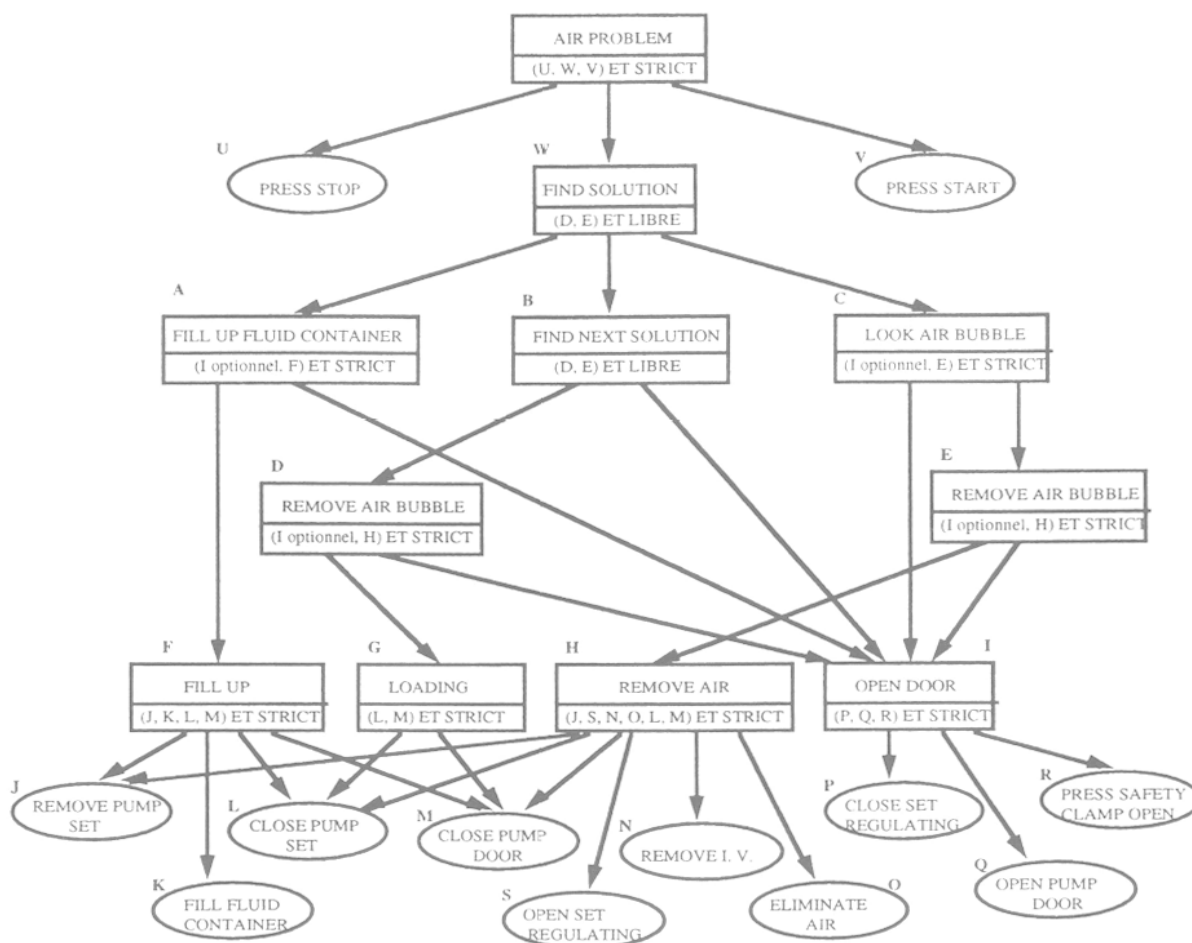 AIR PROBLEM
(U. W, V) ET STRICT
U
W
V
PRESS STOP
FIND SOLUTION
PRESS START
(D, E) ET LIBRE
A
B
C
FILL UP FLUID CONTAINER
FIND NEXT SOLUTION
LOOK AIR BUBBLE
(I optionnel. F) ET STRICT
(D, E) ET LIBRE
(I optionnel, E) ET STRICT
D
E
REMOVE AIR BUBBLE
REMOVE AIR BUBBLE
(I optionnel, H) ET STRICT
(I optionnel, H) ET STRICT
F
G
H
I
FILL UP
LOADING
REMOVE AIR
OPEN DOOR
(J, K, L, M) ET STRICT
(L, M) ET STRICT
(J, S, N, O, L, M) ET STRICT
(P, Q, R) ET STRICT
J
REMOVE PUMP
SET
L
CLOSE PUMP
SET
M
CLOSE PUMP
DOOR
N
REMOVE I. V.
P
CLOSE SET
REGULATING
R
PRESS SAFETY
CLAMP OPEN
K
FILL FLUID
CONTAINER
S
OPEN SET
REGULATING
O
ELIMINATE
AIR
Q
OPEN PUMP
DOOR